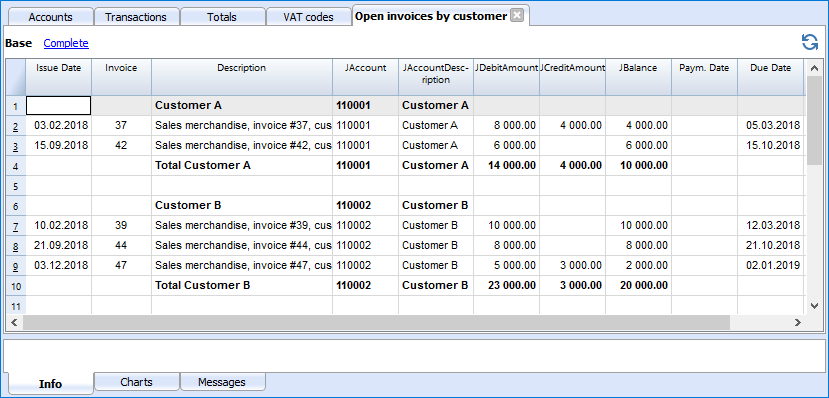 Accounts Transactions Totals VAT codes Open invoices by customer
Base Complete
Issue Date Invoice Description JAccount JAccountDesc- JDebitAmount JCreditAmount JBalance Paym. Date Due Date
ription
1 Customer A 110001 Customer A
2 03.02.2018 37 Sales merchandise, invoice #37, cus 110001 Customer A 8 000.00 4 000.00 4 000.00 05.03.2018
3 15.09.2018 42 Sales merchandise, invoice #42, cus 110001 Customer A 6 000.00 6 000.00 15.10.2018
4 Total Customer A 110001 Customer A 14 000.00 4 000.00 10 000.00
5
6 Customer B 110002 Customer B
7 10.02.2018 39 Sales merchandise, invoice #39, cus 110002 Customer B 10 000.00 10 000.00 12.03.2018
8 21.09.2018 44 Sales merchandise, invoice #44, cus 110002 Customer B 8 000.00 8 000.00 21.10.2018
9 03.12.2018 47 Sales merchandise, invoice #47, cus 110002 Customer B 5 000.00 3 000.00 2 000.00 02.01.2019
10 Total Customer B 110002 Customer B 23 000.00 3 000.00 20 000.00
11
Info Charts Messages